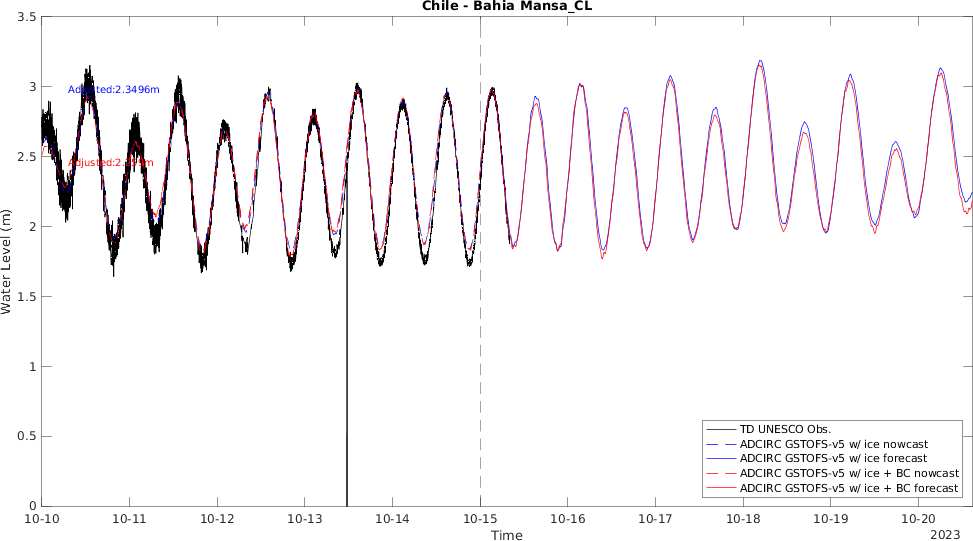 Chile - Bahia Mansa_CL
3.5
3
2.5
2
1.5
1
0.5
0
Water Level (m)
Adjusted:2.3496m
TD UNESCO Obs.
ADCIRC GSTOFS-v5 w/ ice nowcast
ADCIRC GSTOFS-v5 w/ ice forecast
ADCIRC GSTOFS-v5 w/ ice + BC nowcast
ADCIRC GSTOFS-v5 w/ ice + BC forecast
10-10 10-11 10-12 10-13 10-14 10-15 10-16 10-17 10-18 10-19 10-20
2023
Time